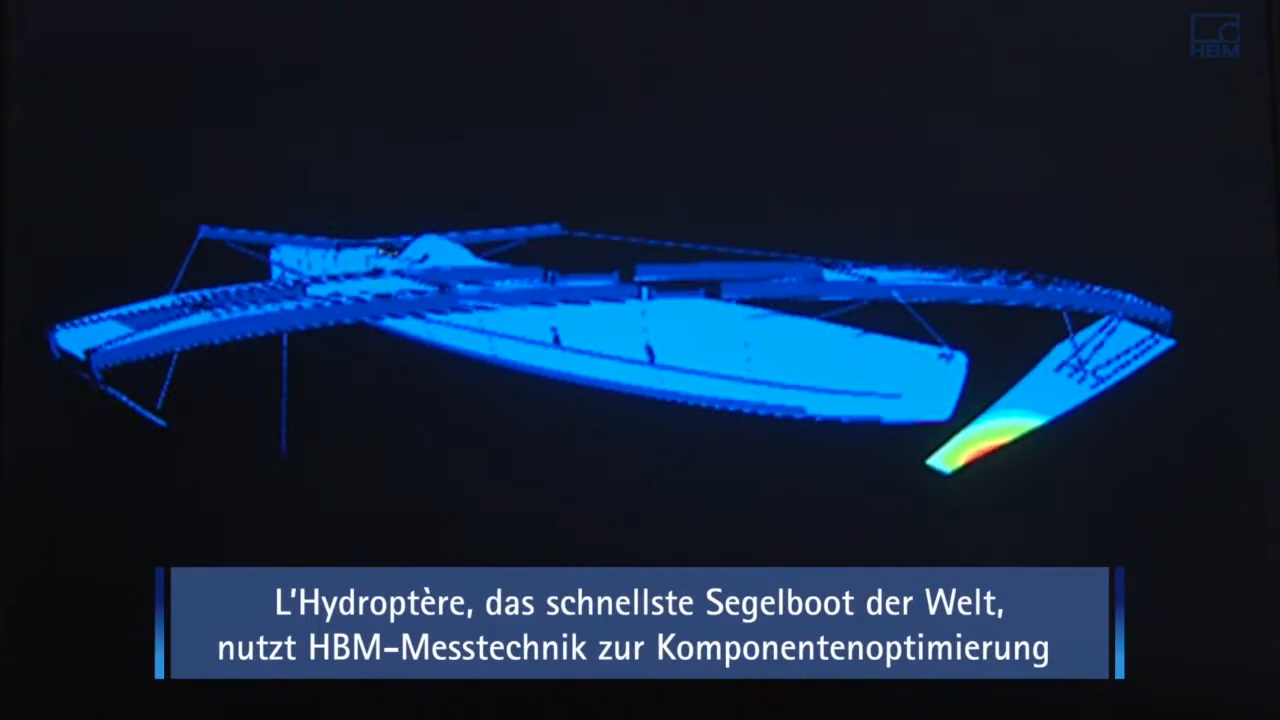 HBM
L'Hydroptère, das schnellste Segelboot der Welt,
nutzt HBM-Messtechnik zur Komponentenoptimierung